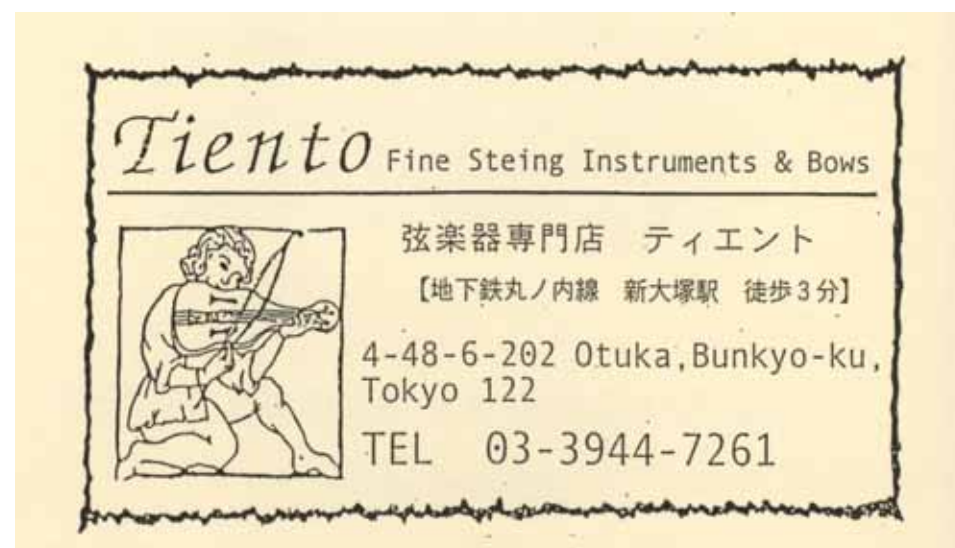 Tiento Fine Steing Instruments & Bows
弦楽器専門店　ティエント
【地下鉄丸ノ内線　新大塚駅　徒歩3分】
4-48-6-202 Otuka,Bunkyo-ku,
Tokyo 122
TEL　03-3944-7261